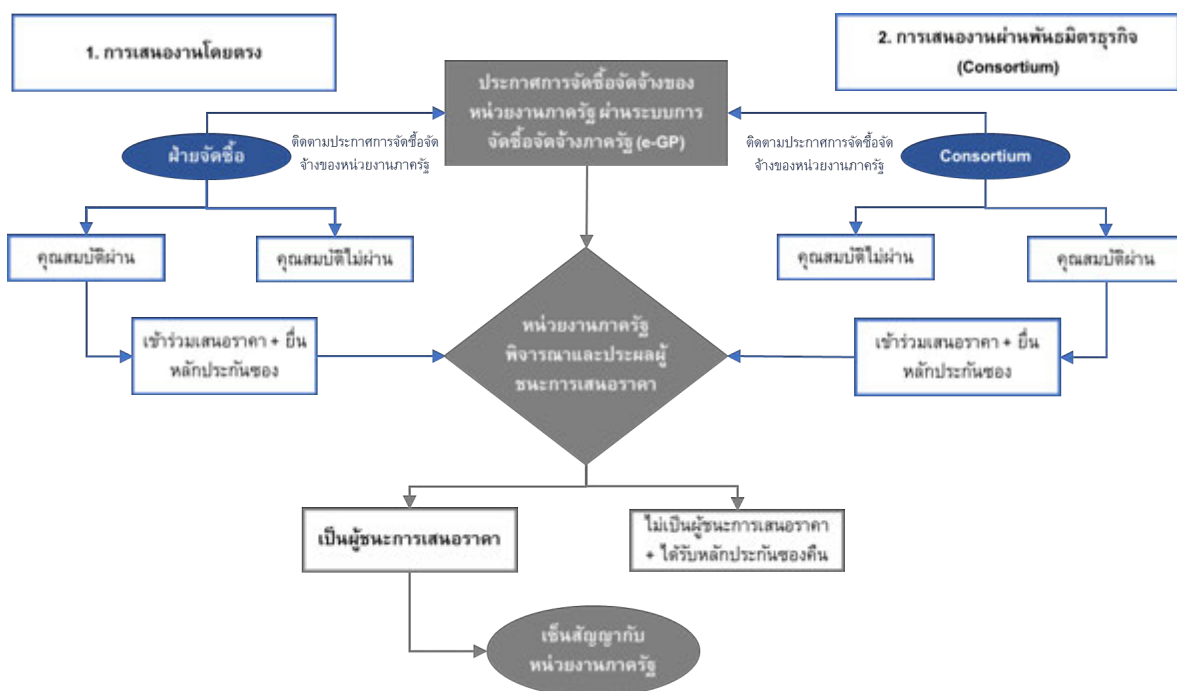 1. การเสนองานโดยตรง
2. การเสนองานผ่านพันธมิตรธุรกิจ
(Consortium)
ประกาศการจัดซื้อจัดจ้างของ
หน่วยงานภาครัฐ ผ่านระบบการ
จัดซื้อจัดจ้างภาครัฐ (e-GP)
ฝ่ายจัดซื้อ
ติดตามประกาศการจัดซื้อจัด
จ้างของหน่วยงานภาครัฐ
ติดตามประกาศการจัดซื้อจัด
จ้างของหน่วยงานภาครัฐ
Consortium
คุณสมบัติผ่าน
คุณสมบัติไม่ผ่าน
คุณสมบัติไม่ผ่าน
คุณสมบัติผ่าน
เข้าร่วมเสนอราคา + ยื่น
หลักประกันซอง
หน่วยงานภาครัฐ
พิจารณาและประผลผู้
ชนะการเสนอราคา
เข้าร่วมเสนอราคา + ยื่น
หลักประกันซอง
เป็นผู้ชนะการเสนอราคา
ไม่เป็นผู้ชนะการเสนอราคา
+ ได้รับหลักประกันซองคืน
เซ็นสัญญากับ
หน่วยงานภาครัฐ